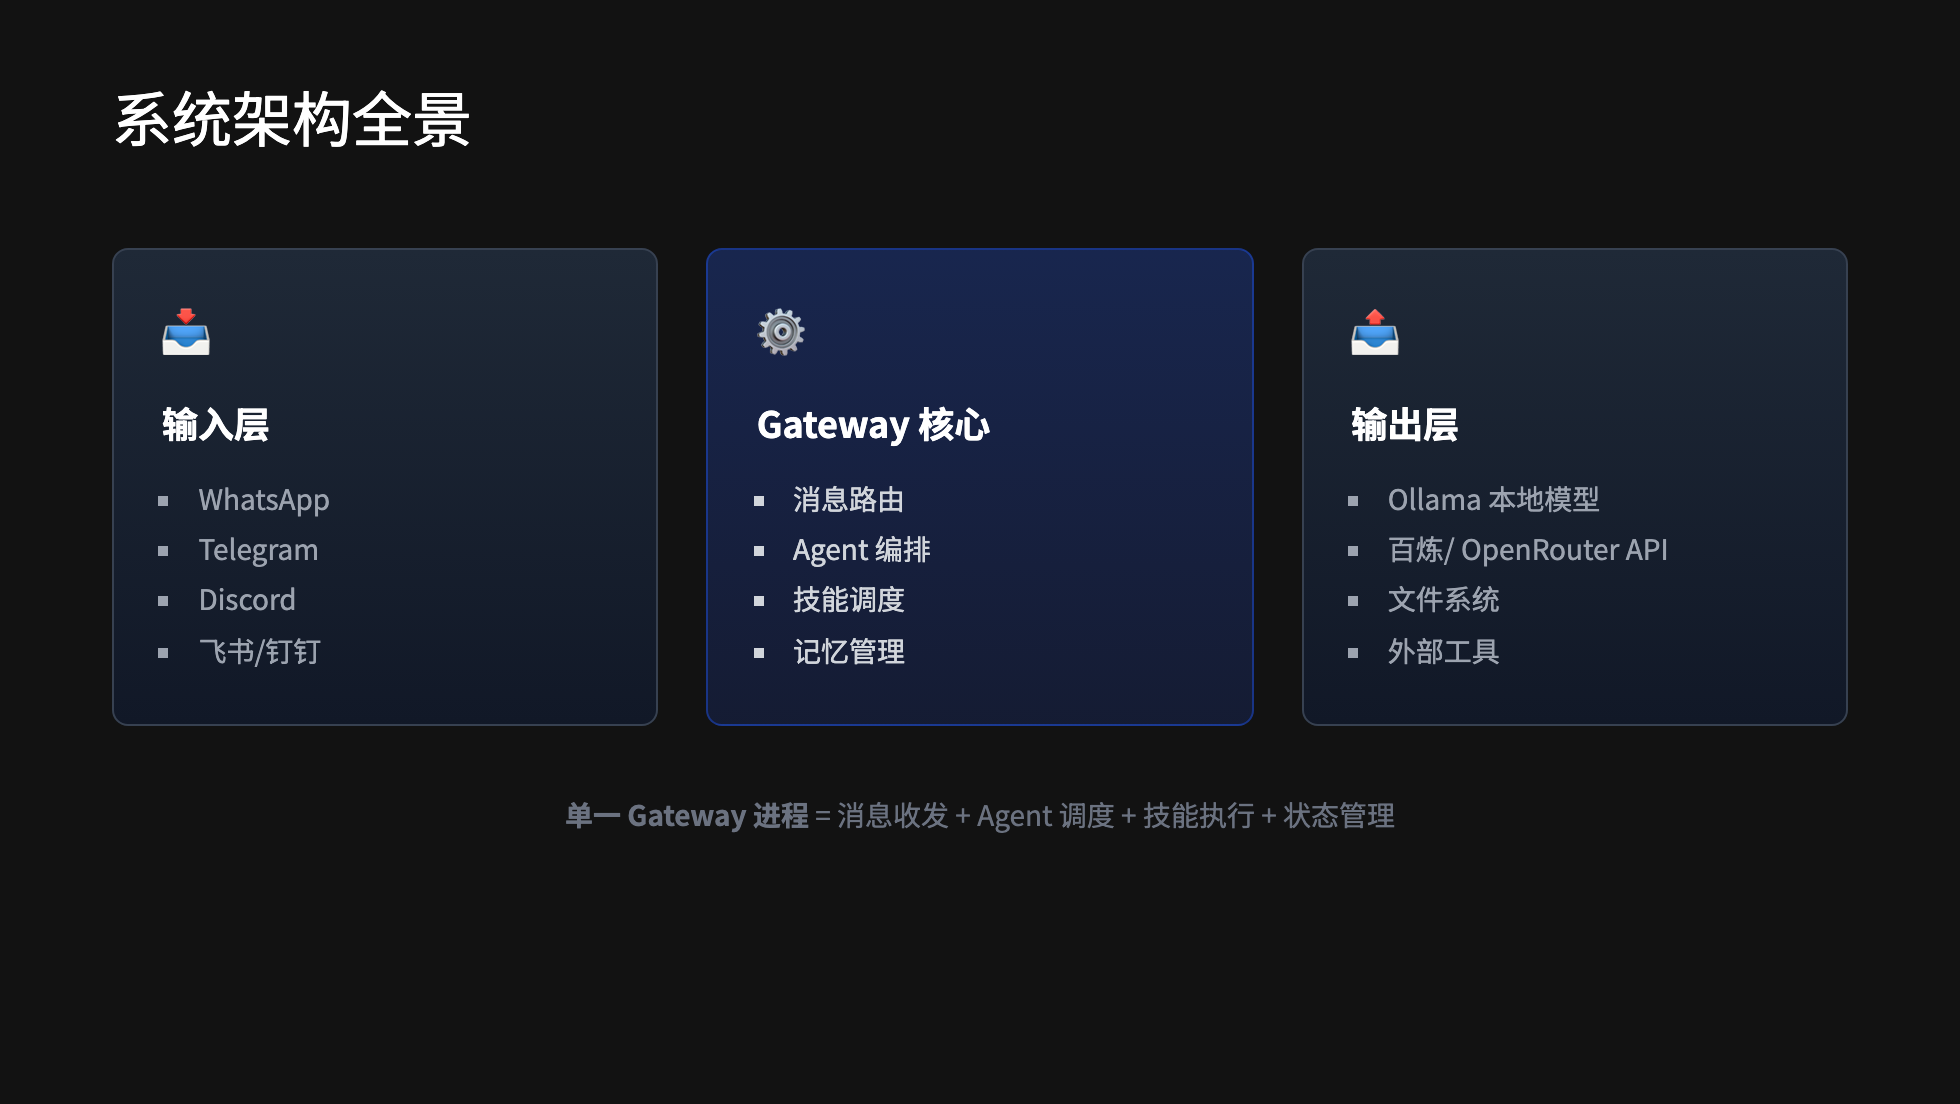 系统架构全景
输入层
WhatsApp
Telegram
Discord
飞书/钉钉
Gateway 核心
消息路由
Agent 编排
技能调度
记忆管理
输出层
Ollama 本地模型
百炼/ OpenRouter API
文件系统
外部工具
单一 Gateway 进程 = 消息收发 + Agent 调度 + 技能执行 + 状态管理